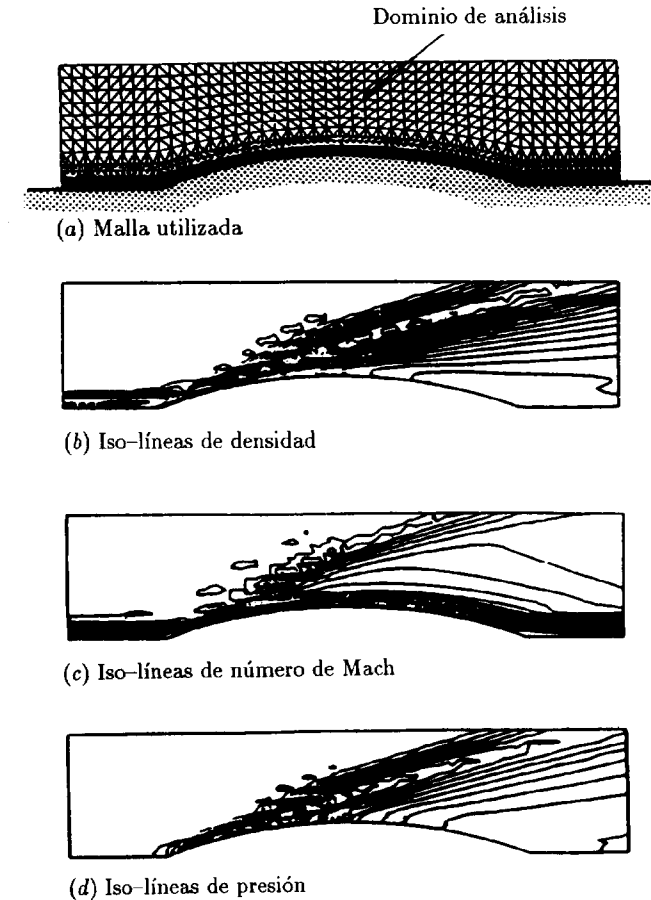 Dominio de análisis
(a) Malla utilizada
(b) Iso–líneas de densidad
(c) Iso–líneas de número de Mach
(d) Iso–líneas de presión